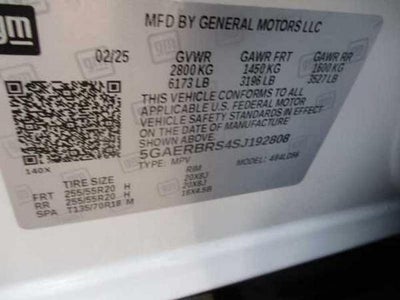 gm
MFD BY GENERAL MOTORS LLC
02/25 GVWR GAWR FRT GAWR RR
2800 KG 1450 KG 1600 KG
6173 LB 3196 LB 3527 LB
THIS VEHICLE CONFORMS TO ALL APPLICABLE
U.S. FEDERAL MOTOR
VEHICLE SAFETY STANDARDS IN EFFECT ON THE
DATE OF MANUFACTURE SHOWN ABOVE.
140X
5GAERBRS4SJ192808
TYPE: MPV
TIRE SIZE RIM
FRT 255/55R20 H 20X8J
RR 255/55R20 H 20X8J
SPA T135/70R18 M 18X4.5B